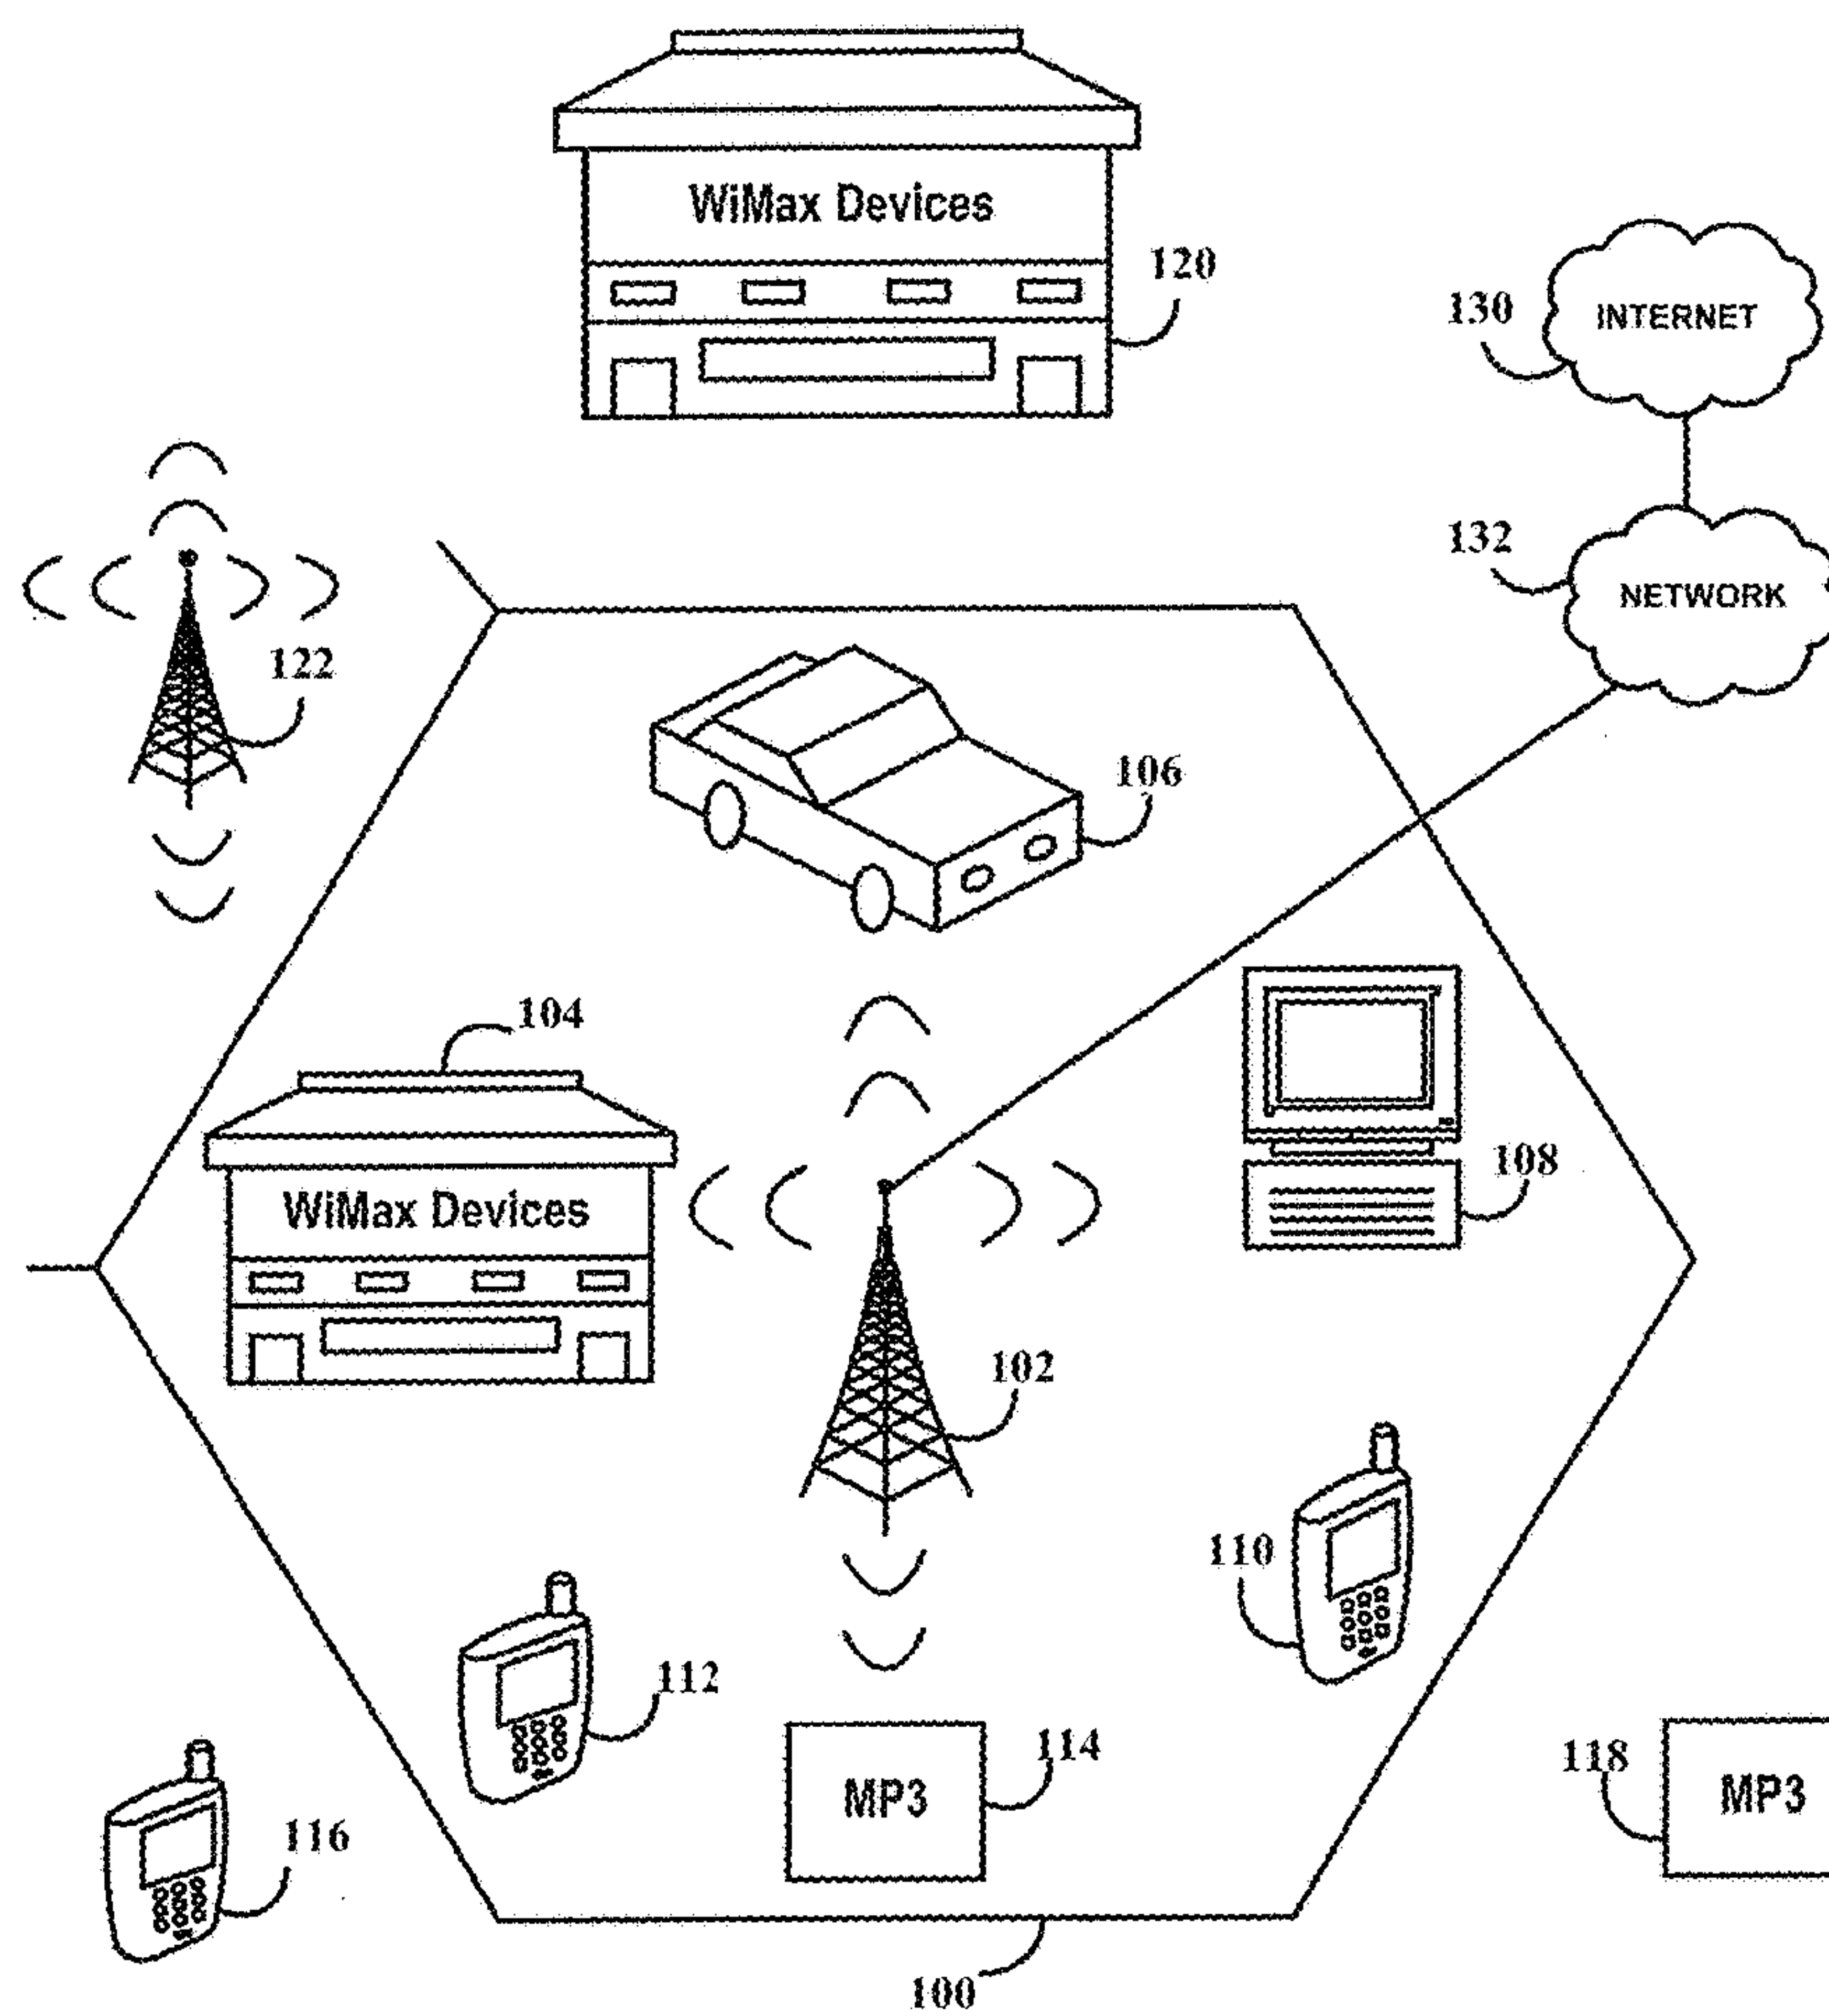 WiMax Devices
120
130
INTERNET
132
NETWORK
122
106
104
WiMax Devices
108
102
110
112
114
MP3
118
MP3
116
100